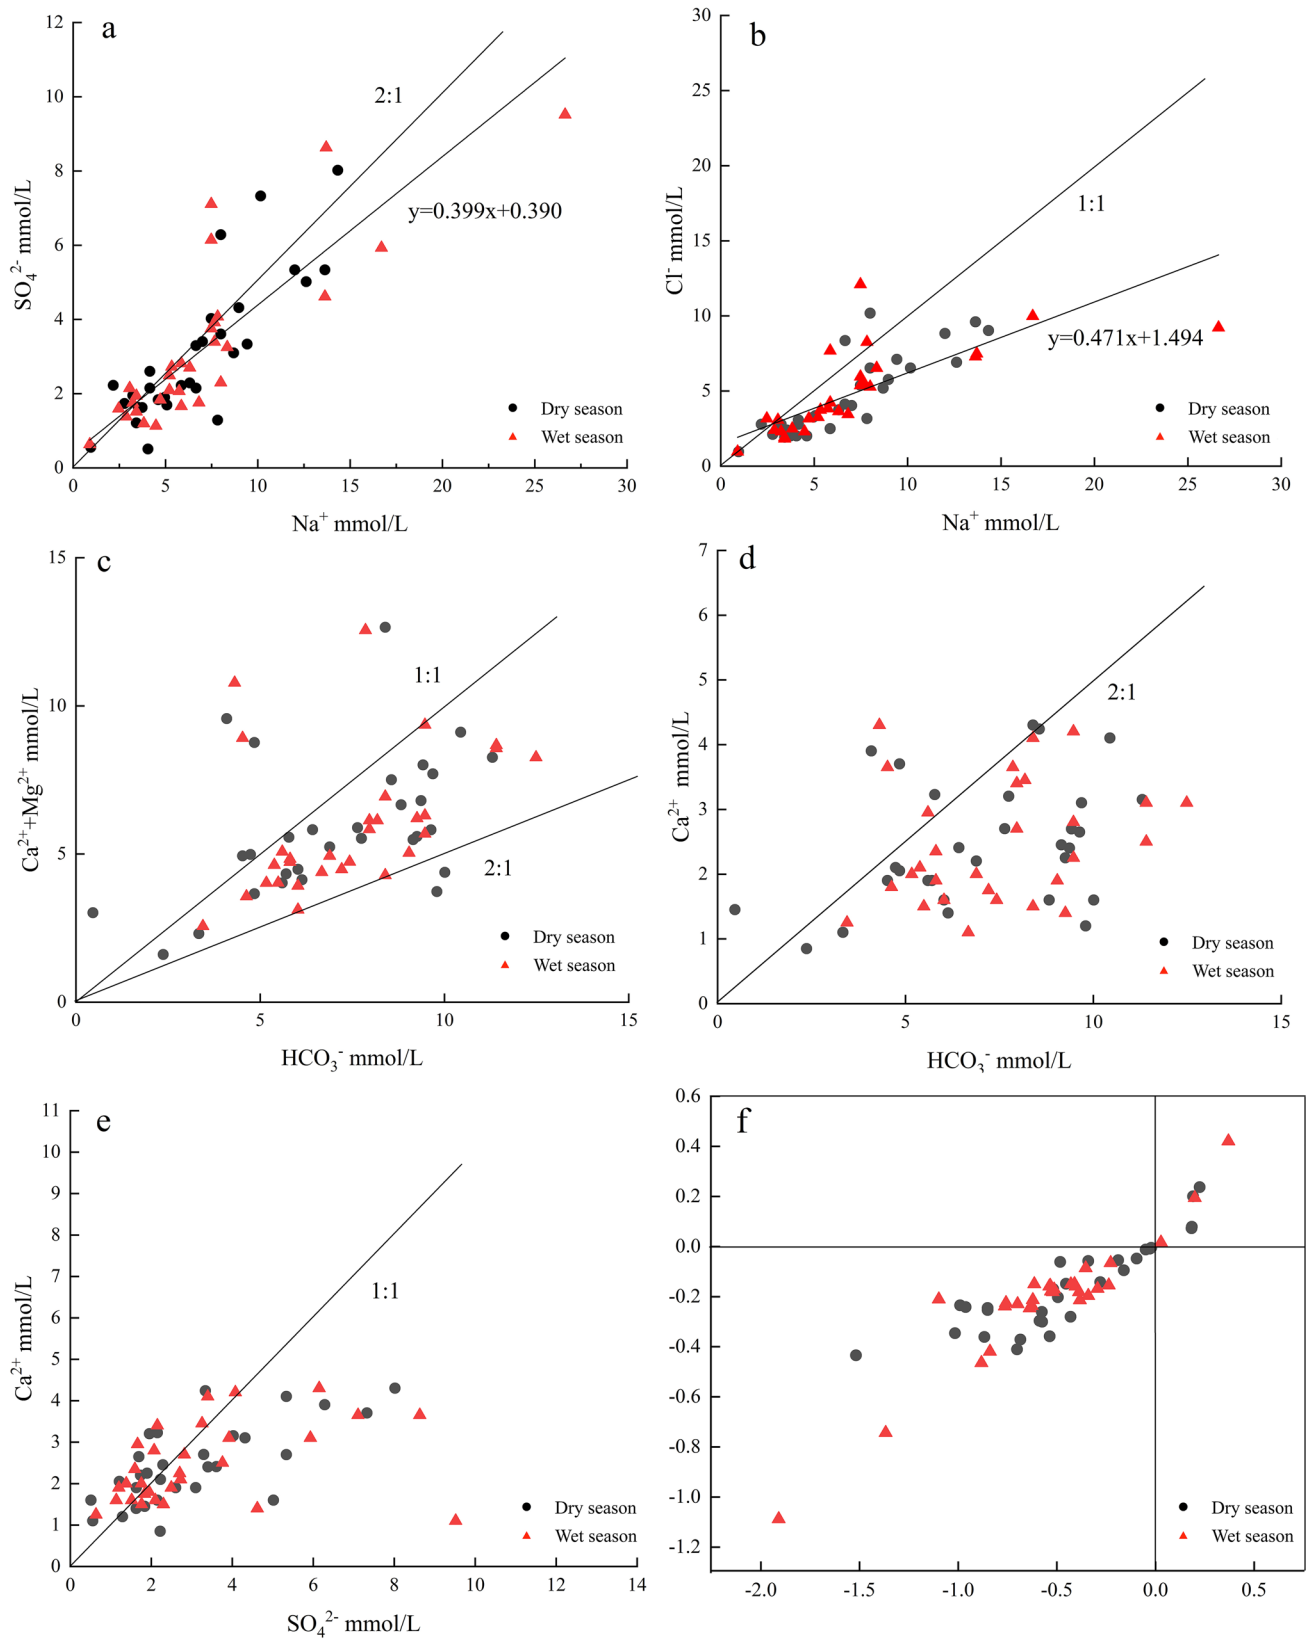 a
12
10
8
6
4
2
0
SO₄²⁻ mmol/L
2:1
y=0.399x+0.390
Dry season
Wet season
0 5 10 15 20 25 30
Na⁺ mmol/L
b
30
25
20
15
10
5
0
Cl⁻ mmol/L
1:1
y=0.471x+1.494
Dry season
Wet season
0 5 10 15 20 25 30
Na⁺ mmol/L
c
15
10
5
0
Ca²⁺+Mg²⁺ mmol/L
1:1
2:1
Dry season
Wet season
0 5 10 15
HCO₃⁻ mmol/L
d
7
6
5
4
3
2
1
0
Ca²⁺ mmol/L
2:1
Dry season
Wet season
0 5 10 15
HCO₃⁻ mmol/L
e
11
10
9
8
7
6
5
4
3
2
1
0
Ca²⁺ mmol/L
1:1
Dry season
Wet season
0 2 4 6 8 10 12 14
SO₄²⁻ mmol/L
f
0.6
0.4
0.2
0.0
-0.2
-0.4
-0.6
-0.8
-1.0
-1.2
Dry season
Wet season
-2.0 -1.5 -1.0 -0.5 0.0 0.5